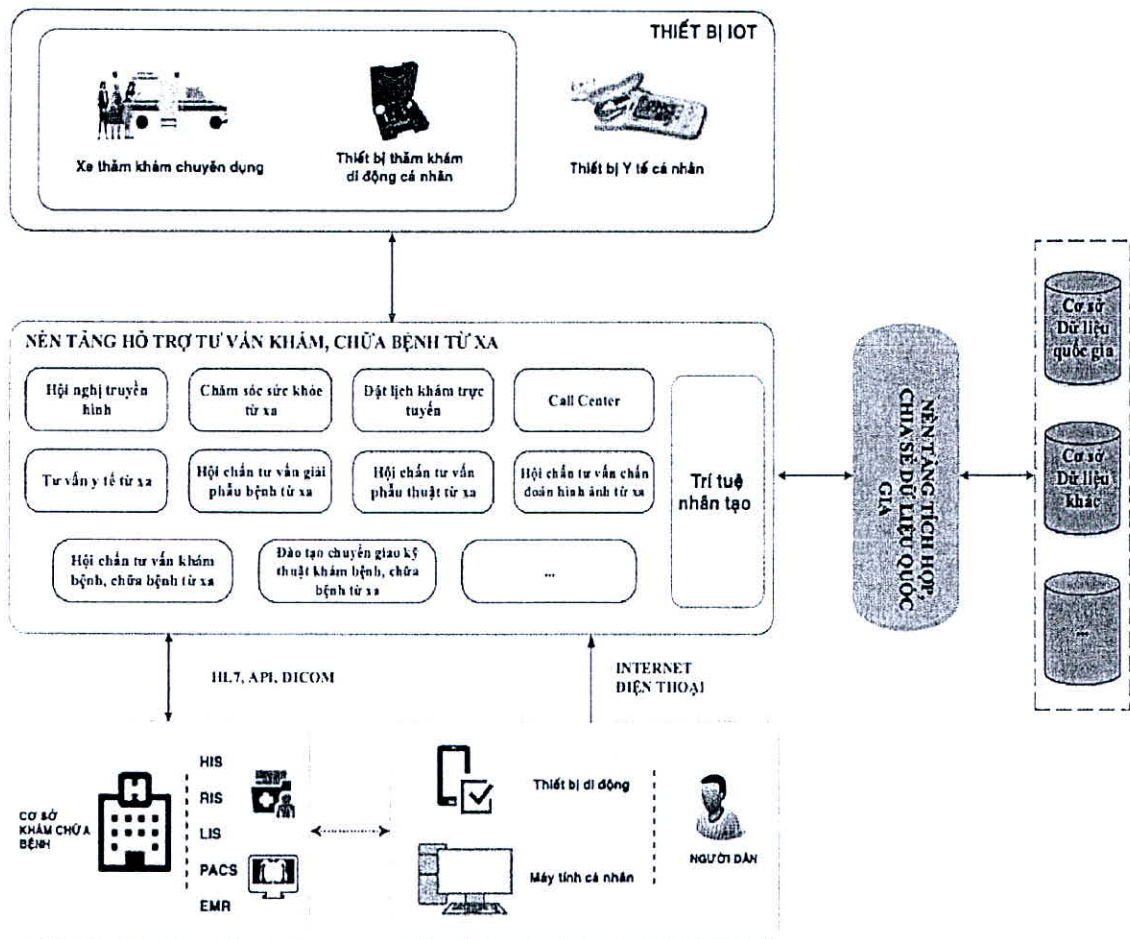 THIẾT BỊ IOT
Xe thăm khám chuyên dụng
Thiết bị thăm khám
di động cá nhân
Thiết bị Y tế cá nhân
NỀN TẢNG HỖ TRỢ TƯ VẤN KHÁM, CHỮA BỆNH TỪ XA
Hội nghị truyền
hình
Chăm sóc sức khỏe
từ xa
Đặt lịch khám trực
tuyến
Call Center
Tư vấn y tế từ xa
Hội chẩn tư vấn giải
phẫu bệnh từ xa
Hội chẩn tư vấn
phẫu thuật từ xa
Hội chẩn tư vấn chẩn
đoán hình ảnh từ xa
Hội chẩn tư vấn khám
bệnh, chữa bệnh từ xa
Đào tạo chuyển giao kỹ
thuật khám bệnh, chữa
bệnh từ xa
...
Trí tuệ
nhân tạo
NỀN TẢNG TÍCH HỢP,
CHIA SẺ DỮ LIỆU QUỐC
GIA
Cơ sở
Dữ liệu
quốc gia
Cơ sở
Dữ liệu
khác
...
HL7, API, DICOM
INTERNET
ĐIỆN THOẠI
CƠ SỞ
KHÁM CHỮA
BỆNH
HIS
RIS
LIS
PACS
EMR
Thiết bị di động
Máy tính cá nhân
NGƯỜI DÂN